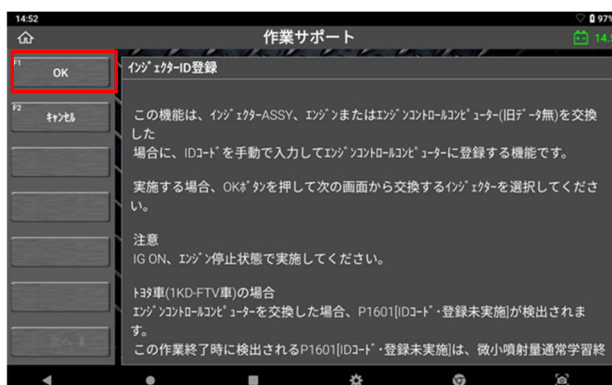 14:52
97%
作業サポート
14.
F1
OK
F2
ｷｬﾝｾﾙ
次へ
ｲﾝｼﾞｪｸﾀｰID登録
この機能は、ｲﾝｼﾞｪｸﾀｰASSY、ｴﾝｼﾞﾝまたはｴﾝｼﾞﾝｺﾝﾄﾛｰﾙｺﾝﾋﾟｭｰﾀｰ(旧ﾃﾞｰﾀ無)を交換
した
場合に、IDｺｰﾄﾞを手動で入力してｴﾝｼﾞﾝｺﾝﾄﾛｰﾙｺﾝﾋﾟｭｰﾀｰに登録する機能です。
実施する場合、OKﾎﾞﾀﾝを押して次の画面から交換するｲﾝｼﾞｪｸﾀｰを選択してくださ
い。
注意
IG ON、ｴﾝｼﾞﾝ停止状態で実施してください。
ﾄﾖﾀ車(1KD-FTV車)の場合
ｴﾝｼﾞﾝｺﾝﾄﾛｰﾙｺﾝﾋﾟｭｰﾀｰを交換した場合、P1601[IDｺｰﾄﾞ･登録未実施]が検出されま
す。
この作業終了時に検出されるP1601[IDｺｰﾄﾞ･登録未実施]は、微小噴射量通常学習終